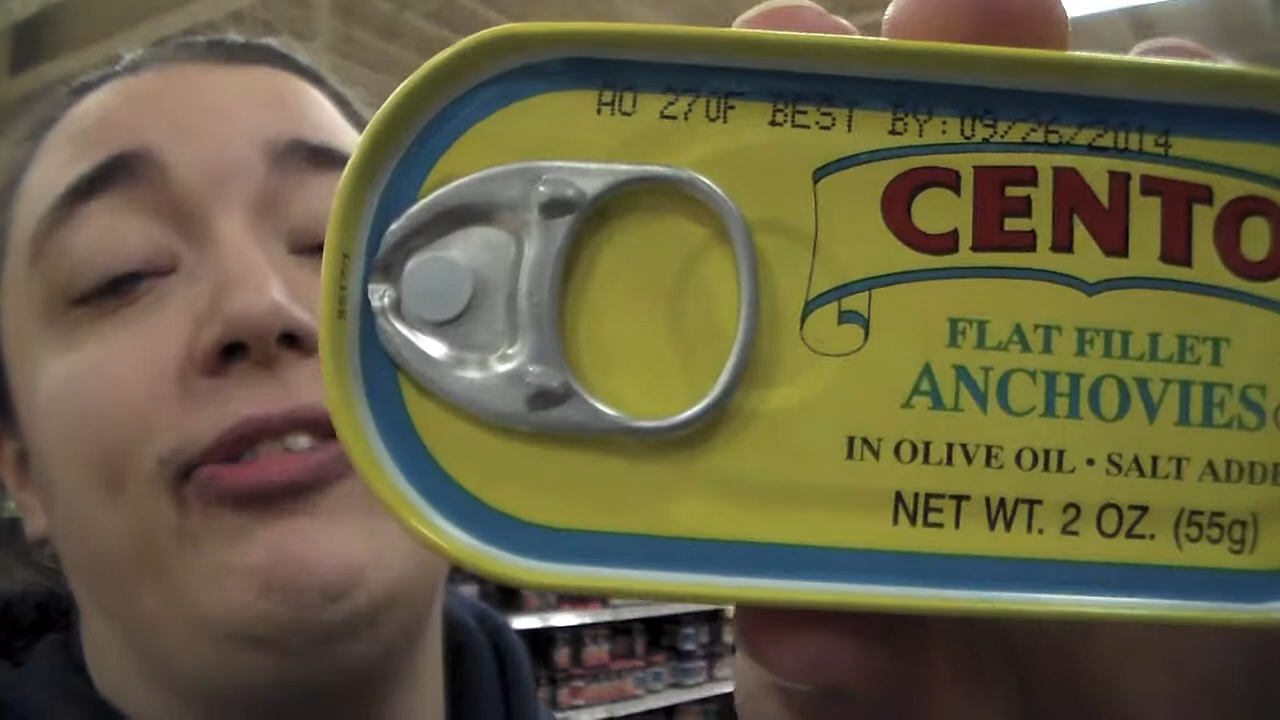 HO 270F BEST BY:09/26/2014
CENTO
FLAT FILLET
ANCHOVIES
IN OLIVE OIL • SALT ADDE
NET WT. 2 OZ. (55g)